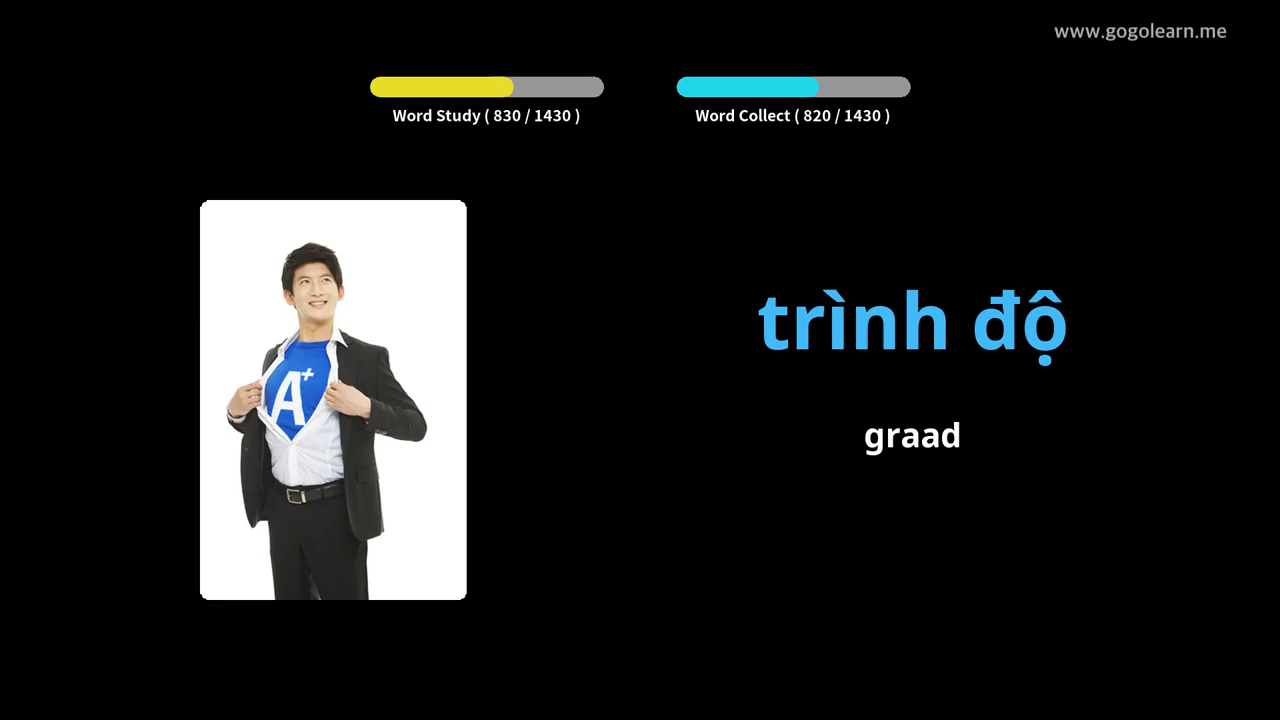 www.gogolearn.me
Word Study ( 830 / 1430 )
Word Collect ( 820 / 1430 )
A+
trình độ
graad